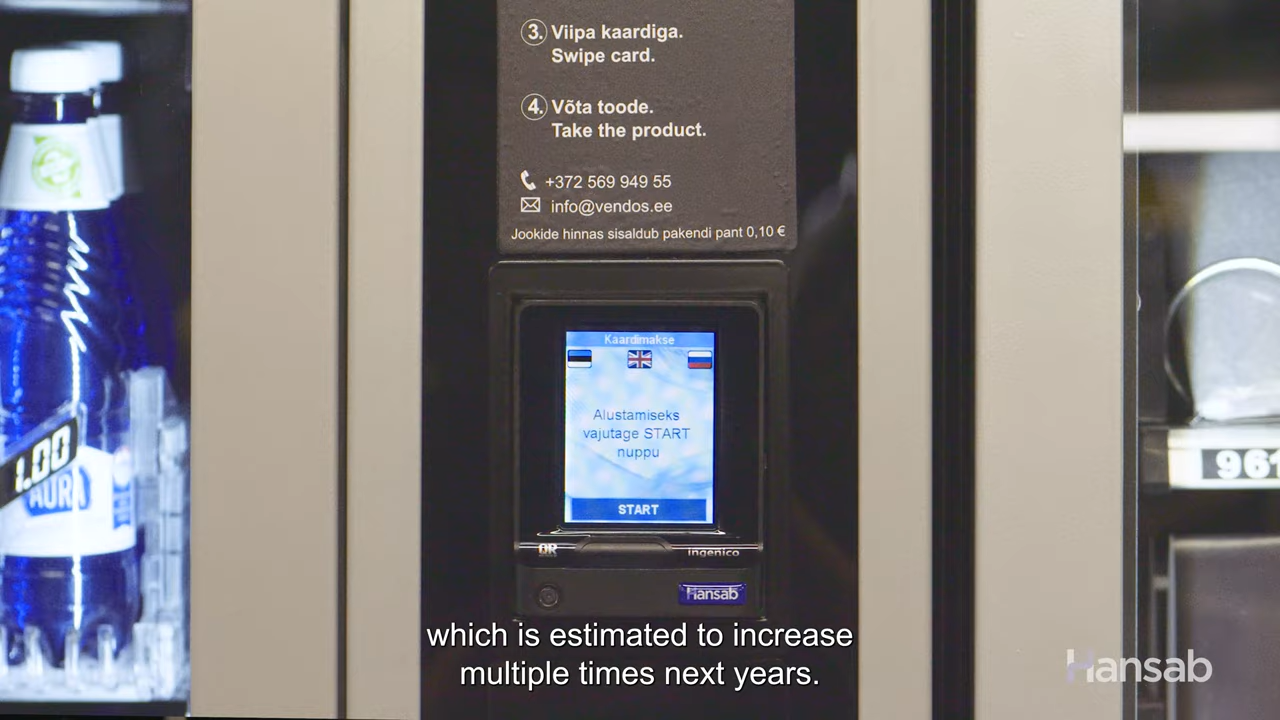 3. Viipa kaardiga.
Swipe card.
4. Võta toode.
Take the product.
+372 569 949 55
info@vendos.ee
Jookide hinnas sisaldub pakendi pant 0,10 €
Kaardimakse
Alustamiseks
vajutage START
nuppu
START
ingenico
Hansab
1.00
AURA
961
which is estimated to increase
multiple times next years.
Hansab